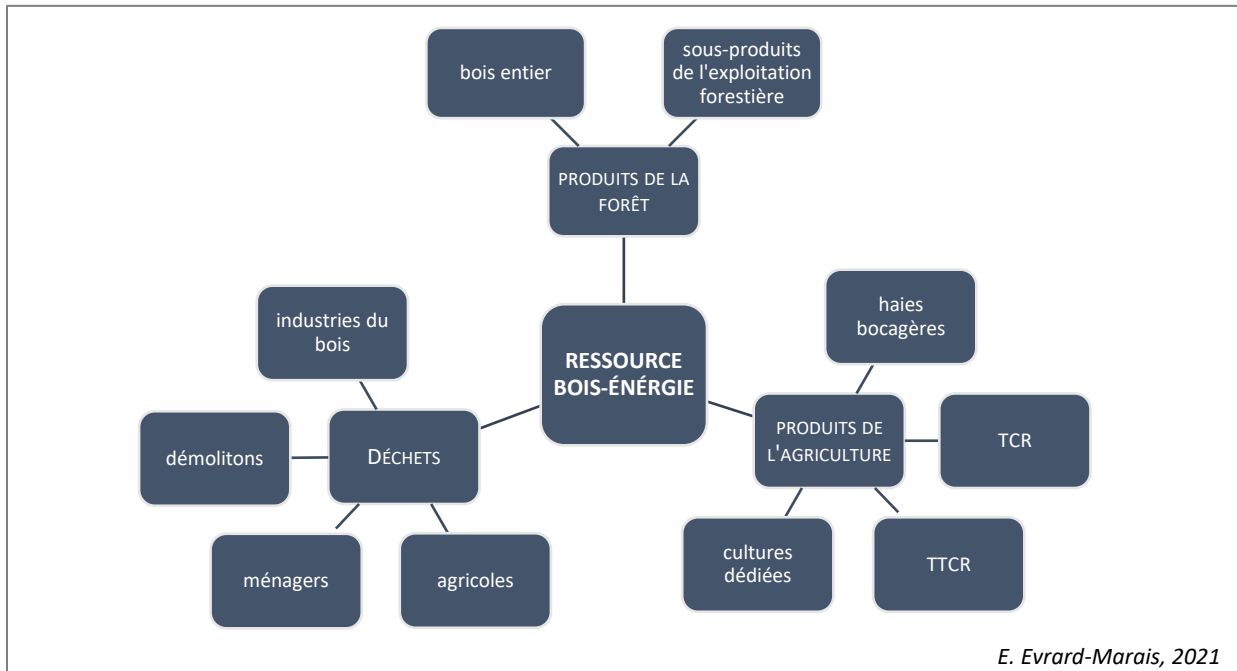 bois entier
sous-produits
de l'exploitation
forestière
PRODUITS DE LA
FORÊT
industries du
bois
haies
bocagères
RESSOURCE
BOIS-ÉNÉRGIE
démolitons
DÉCHETS
PRODUITS DE
L'AGRICULTURE
TCR
ménagers
agricoles
cultures
dédiées
TTCR
E. Evrard-Marais, 2021